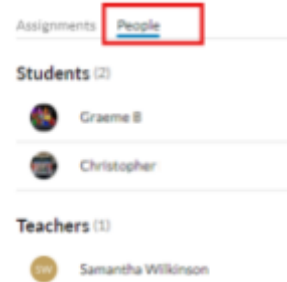 Assignments People
Students (2)
Graeme B
Christopher
Teachers (1)
SW Samantha Wilkinson